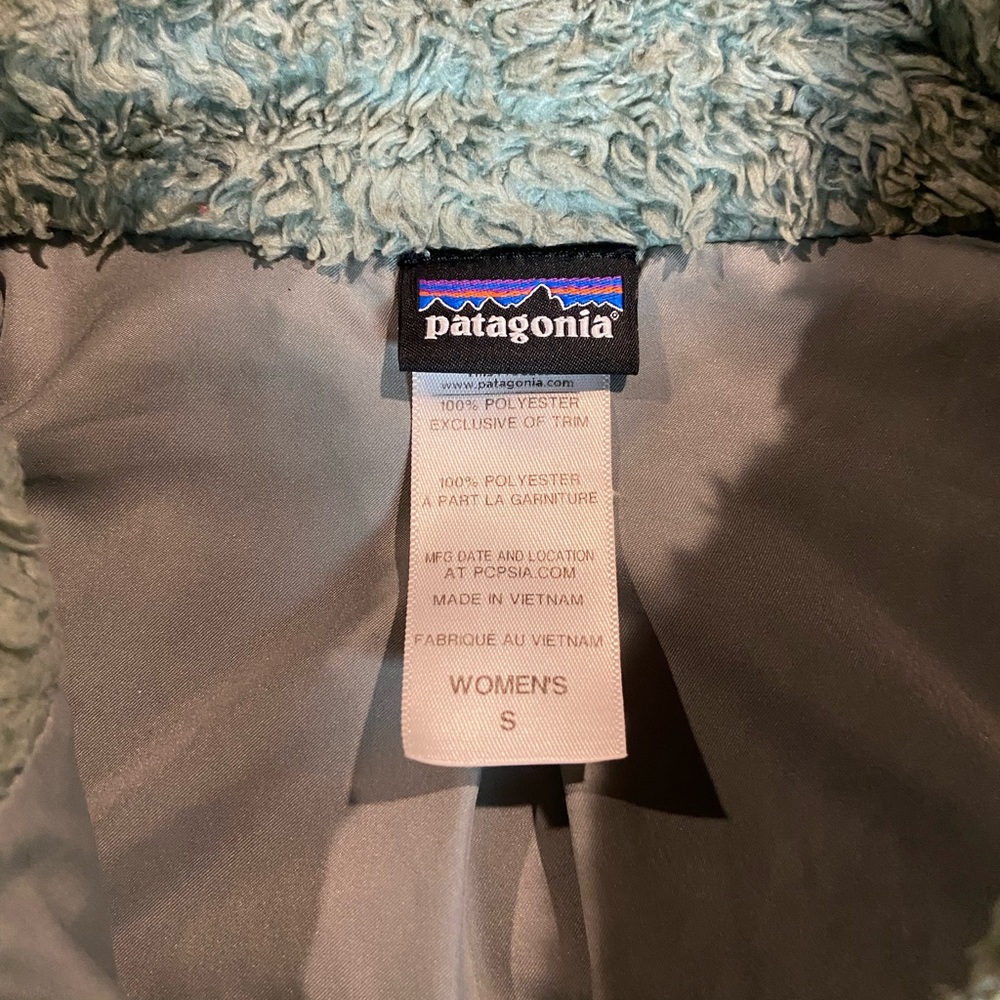 patagonia®
www.patagonia.com
100% POLYESTER
EXCLUSIVE OF TRIM
100% POLYESTER
À PART LA GARNITURE
MFG DATE AND LOCATION
AT PCPSIA.COM
MADE IN VIETNAM
FABRIQUE AU VIETNAM
WOMEN'S
S